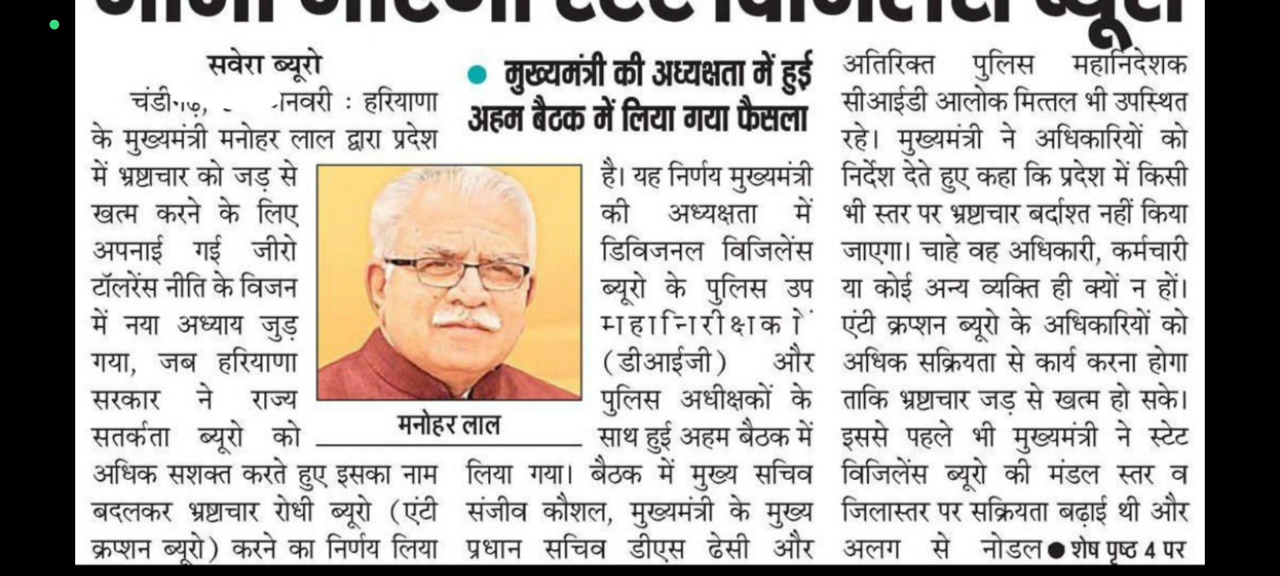 स्टेट विजिलेंस ब्यूरो
सवेरा ब्यूरो
नवरी : हरियाणा
के मुख्यमंत्री मनोहर लाल द्वारा प्रदेश
में भ्रष्टाचार को जड़ से
खत्म करने के लिए
अपनाई गई जीरो
टॉलरेंस नीति के विजन
में नया अध्याय जुड़
गया, जब हरियाणा
सरकार ने राज्य
सतर्कता ब्यूरो को
अधिक सशक्त करते हुए इसका नाम
बदलकर भ्रष्टाचार रोधी ब्यूरो (एंटी
क्रप्शन ब्यूरो) करने का निर्णय लिया
● मुख्यमंत्री की अध्यक्षता में हुई
अहम बैठक में लिया गया फैसला
मनोहर लाल
है। यह निर्णय मुख्यमंत्री
की अध्यक्षता में
डिविजनल विजिलेंस
ब्यूरो के पुलिस उप
महानिरीक्षकों
(डीआईजी) और
पुलिस अधीक्षकों के
साथ हुई अहम बैठक में
लिया गया। बैठक में मुख्य सचिव
संजीव कौशल, मुख्यमंत्री के मुख्य
प्रधान सचिव डीएस ढेसी और
अतिरिक्त पुलिस महानिदेशक
सीआईडी आलोक मित्तल भी उपस्थित
रहे। मुख्यमंत्री ने अधिकारियों को
निर्देश देते हुए कहा कि प्रदेश में किसी
भी स्तर पर भ्रष्टाचार बर्दाश्त नहीं किया
जाएगा। चाहे वह अधिकारी, कर्मचारी
या कोई अन्य व्यक्ति ही क्यों न हों।
एंटी क्रप्शन ब्यूरो के अधिकारियों को
अधिक सक्रियता से कार्य करना होगा
ताकि भ्रष्टाचार जड़ से खत्म हो सके।
इससे पहले भी मुख्यमंत्री ने स्टेट
विजिलेंस ब्यूरो की मंडल स्तर व
जिलास्तर पर सक्रियता बढ़ाई थी और
अलग से नोडल ● शेष पृष्ठ 4 पर